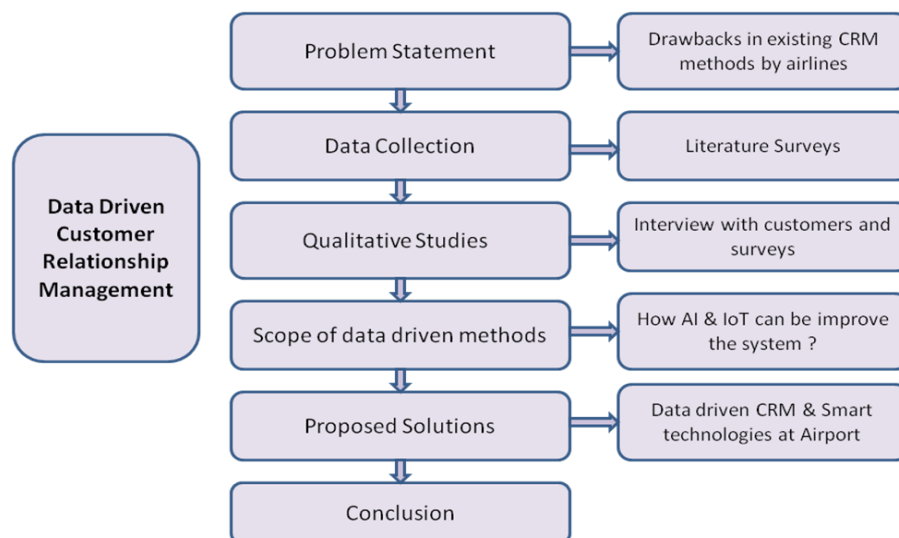 Problem Statement
Drawbacks in existing CRM
methods by airlines
Data Collection
Literature Surveys
Data Driven
Customer
Relationship
Management
Qualitative Studies
Interview with customers and
surveys
Scope of data driven methods
How AI & IoT can be improve
the system ?
Proposed Solutions
Data driven CRM & Smart
technologies at Airport
Conclusion